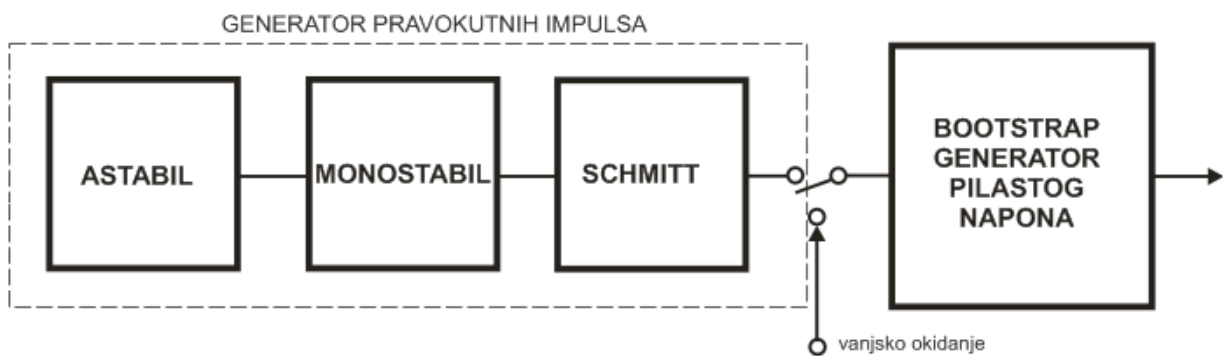 GENERATOR PRAVOKUTNIH IMPULSA
ASTABIL
MONOSTABIL
SCHMITT
BOOTSTRAP
GENERATOR
PILASTOG
NAPONA
vanjsko okidanje